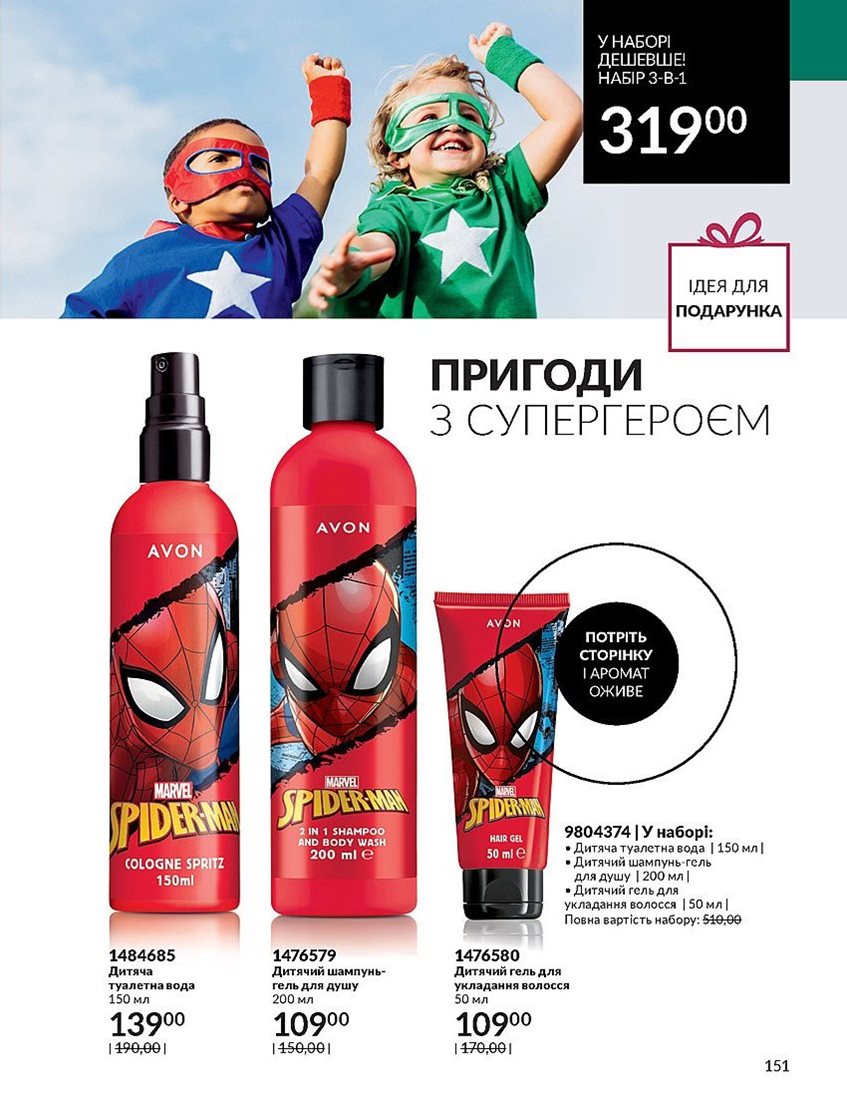 У НАБОРІ
ДЕШЕВШЕ!
НАБІР 3-В-1
319⁰⁰
ІДЕЯ ДЛЯ
ПОДАРУНКА
ПРИГОДИ
З СУПЕРГЕРОЄМ
AVON
MARVEL
SPIDER-MAN
COLOGNE SPRITZ
150ml
AVON
MARVEL
SPIDER-MAN
2 IN 1 SHAMPOO
AND BODY WASH
200 ml e
AVON
MARVEL
SPIDER-MAN
HAIR GEL
50 ml e
ПОТРІТЬ
СТОРІНКУ
І АРОМАТ
ОЖИВЕ
9804374 | У наборі:
• Дитяча туалетна вода | 150 мл |
• Дитячий шампунь-гель
для душу | 200 мл |
• Дитячий гель для
укладання волосся | 50 мл |
Повна вартість набору: 510,00
1484685
Дитяча
туалетна вода
150 мл
139⁰⁰
| 190,00 |
1476579
Дитячий шампунь-
гель для душу
200 мл
109⁰⁰
| 150,00 |
1476580
Дитячий гель для
укладання волосся
50 мл
109⁰⁰
| 170,00 |
151